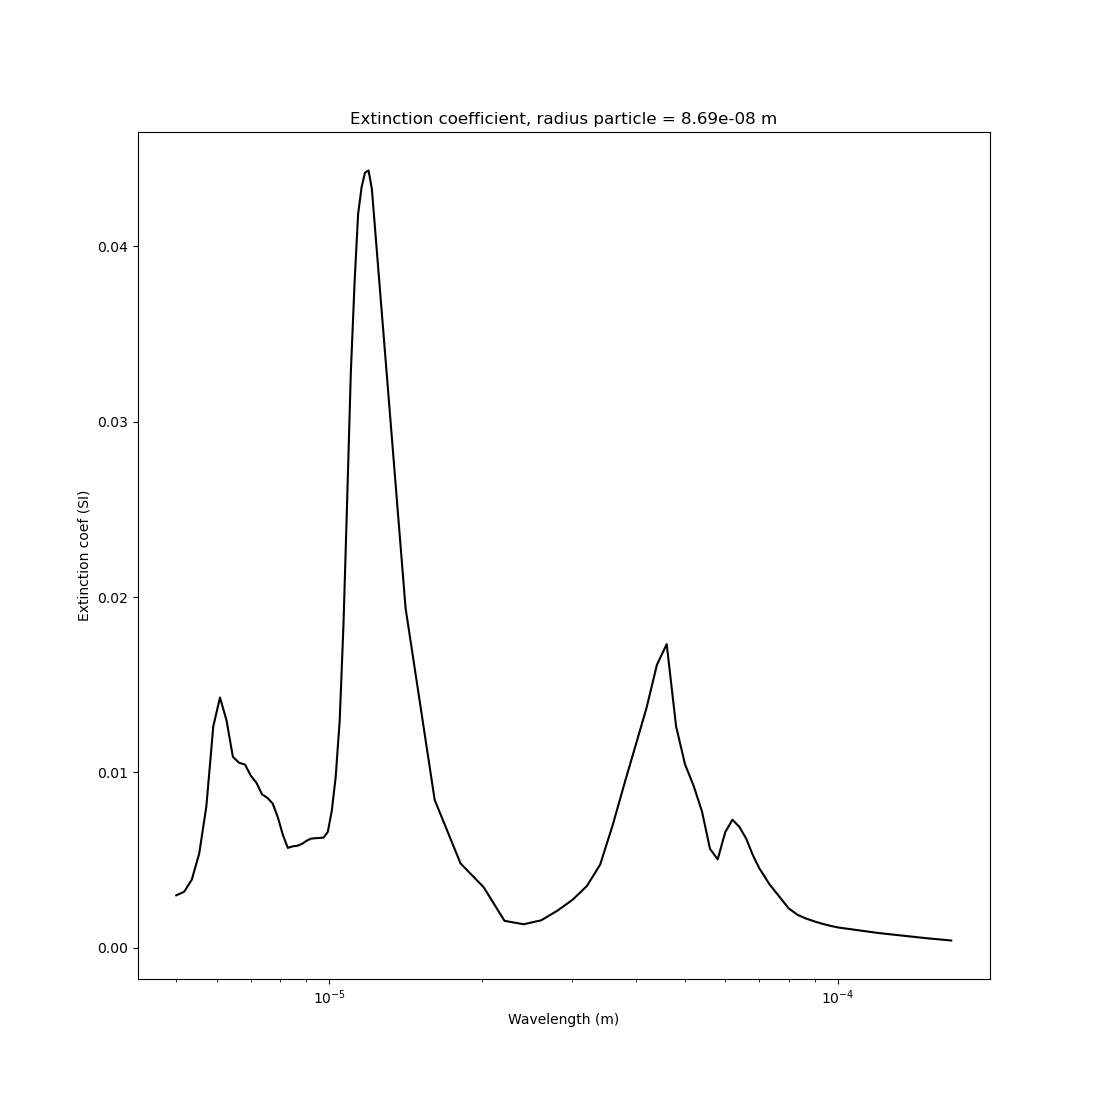 Extinction coefficient, radius particle = 8.69e-08 m
0.04
0.03
0.02
0.01
0.00
Extinction coef (SI)
10⁻⁵ 10⁻⁴
Wavelength (m)